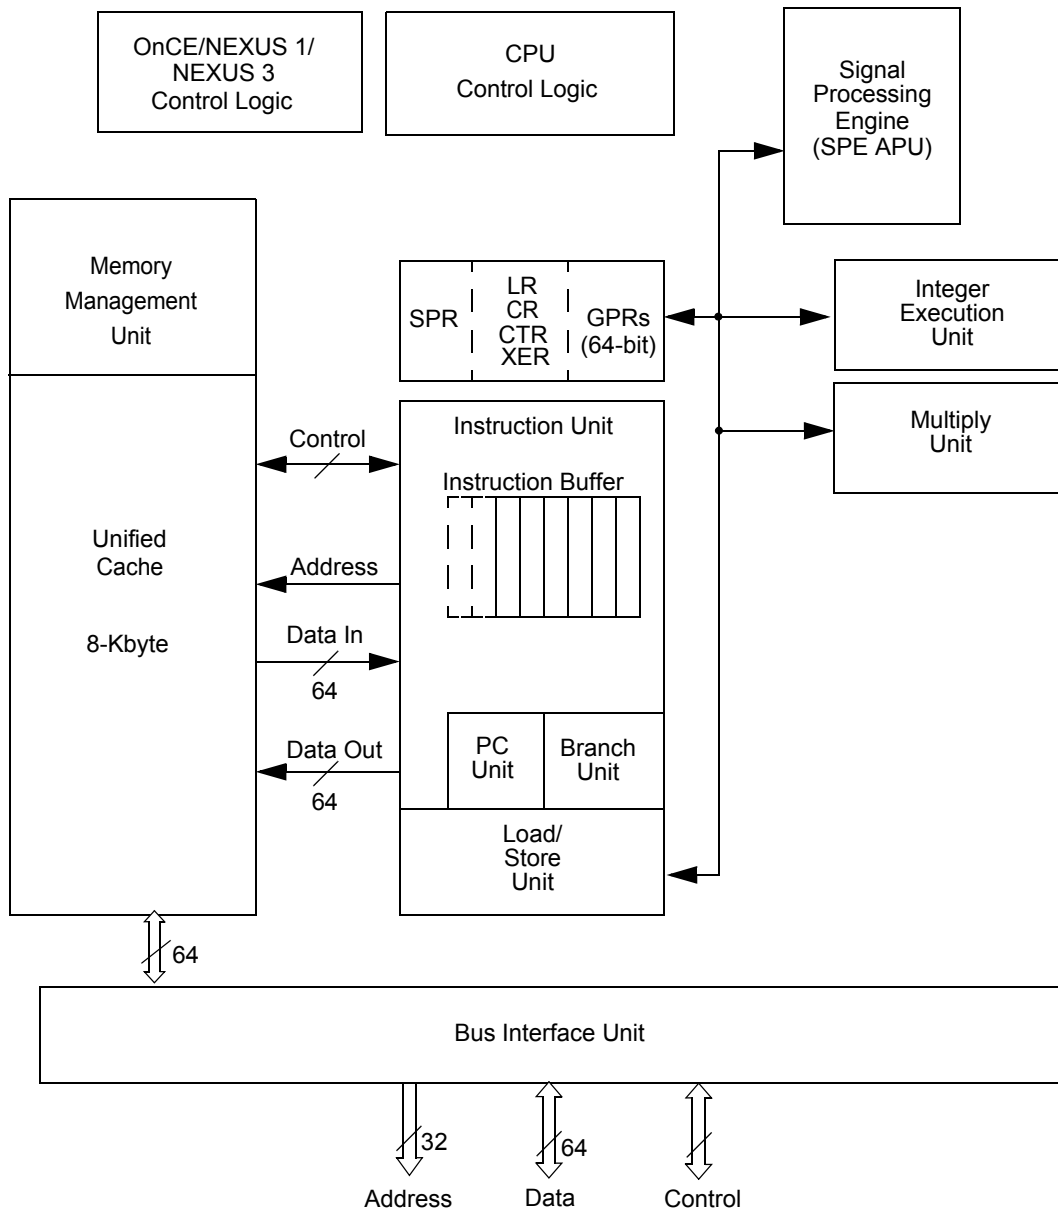 OnCE/NEXUS 1/
NEXUS 3
Control Logic
CPU
Control Logic
Signal
Processing
Engine
(SPE APU)
Memory
Management
Unit
SPR
LR
CR
CTR
XER
GPRs
(64-bit)
Integer
Execution
Unit
Multiply
Unit
Control
Instruction Unit
Instruction Buffer
Unified
Cache
8-Kbyte
Address
Data In
64
Data Out
64
PC
Unit
Branch
Unit
Load/
Store
Unit
64
Bus Interface Unit
32
64
Address
Data
Control